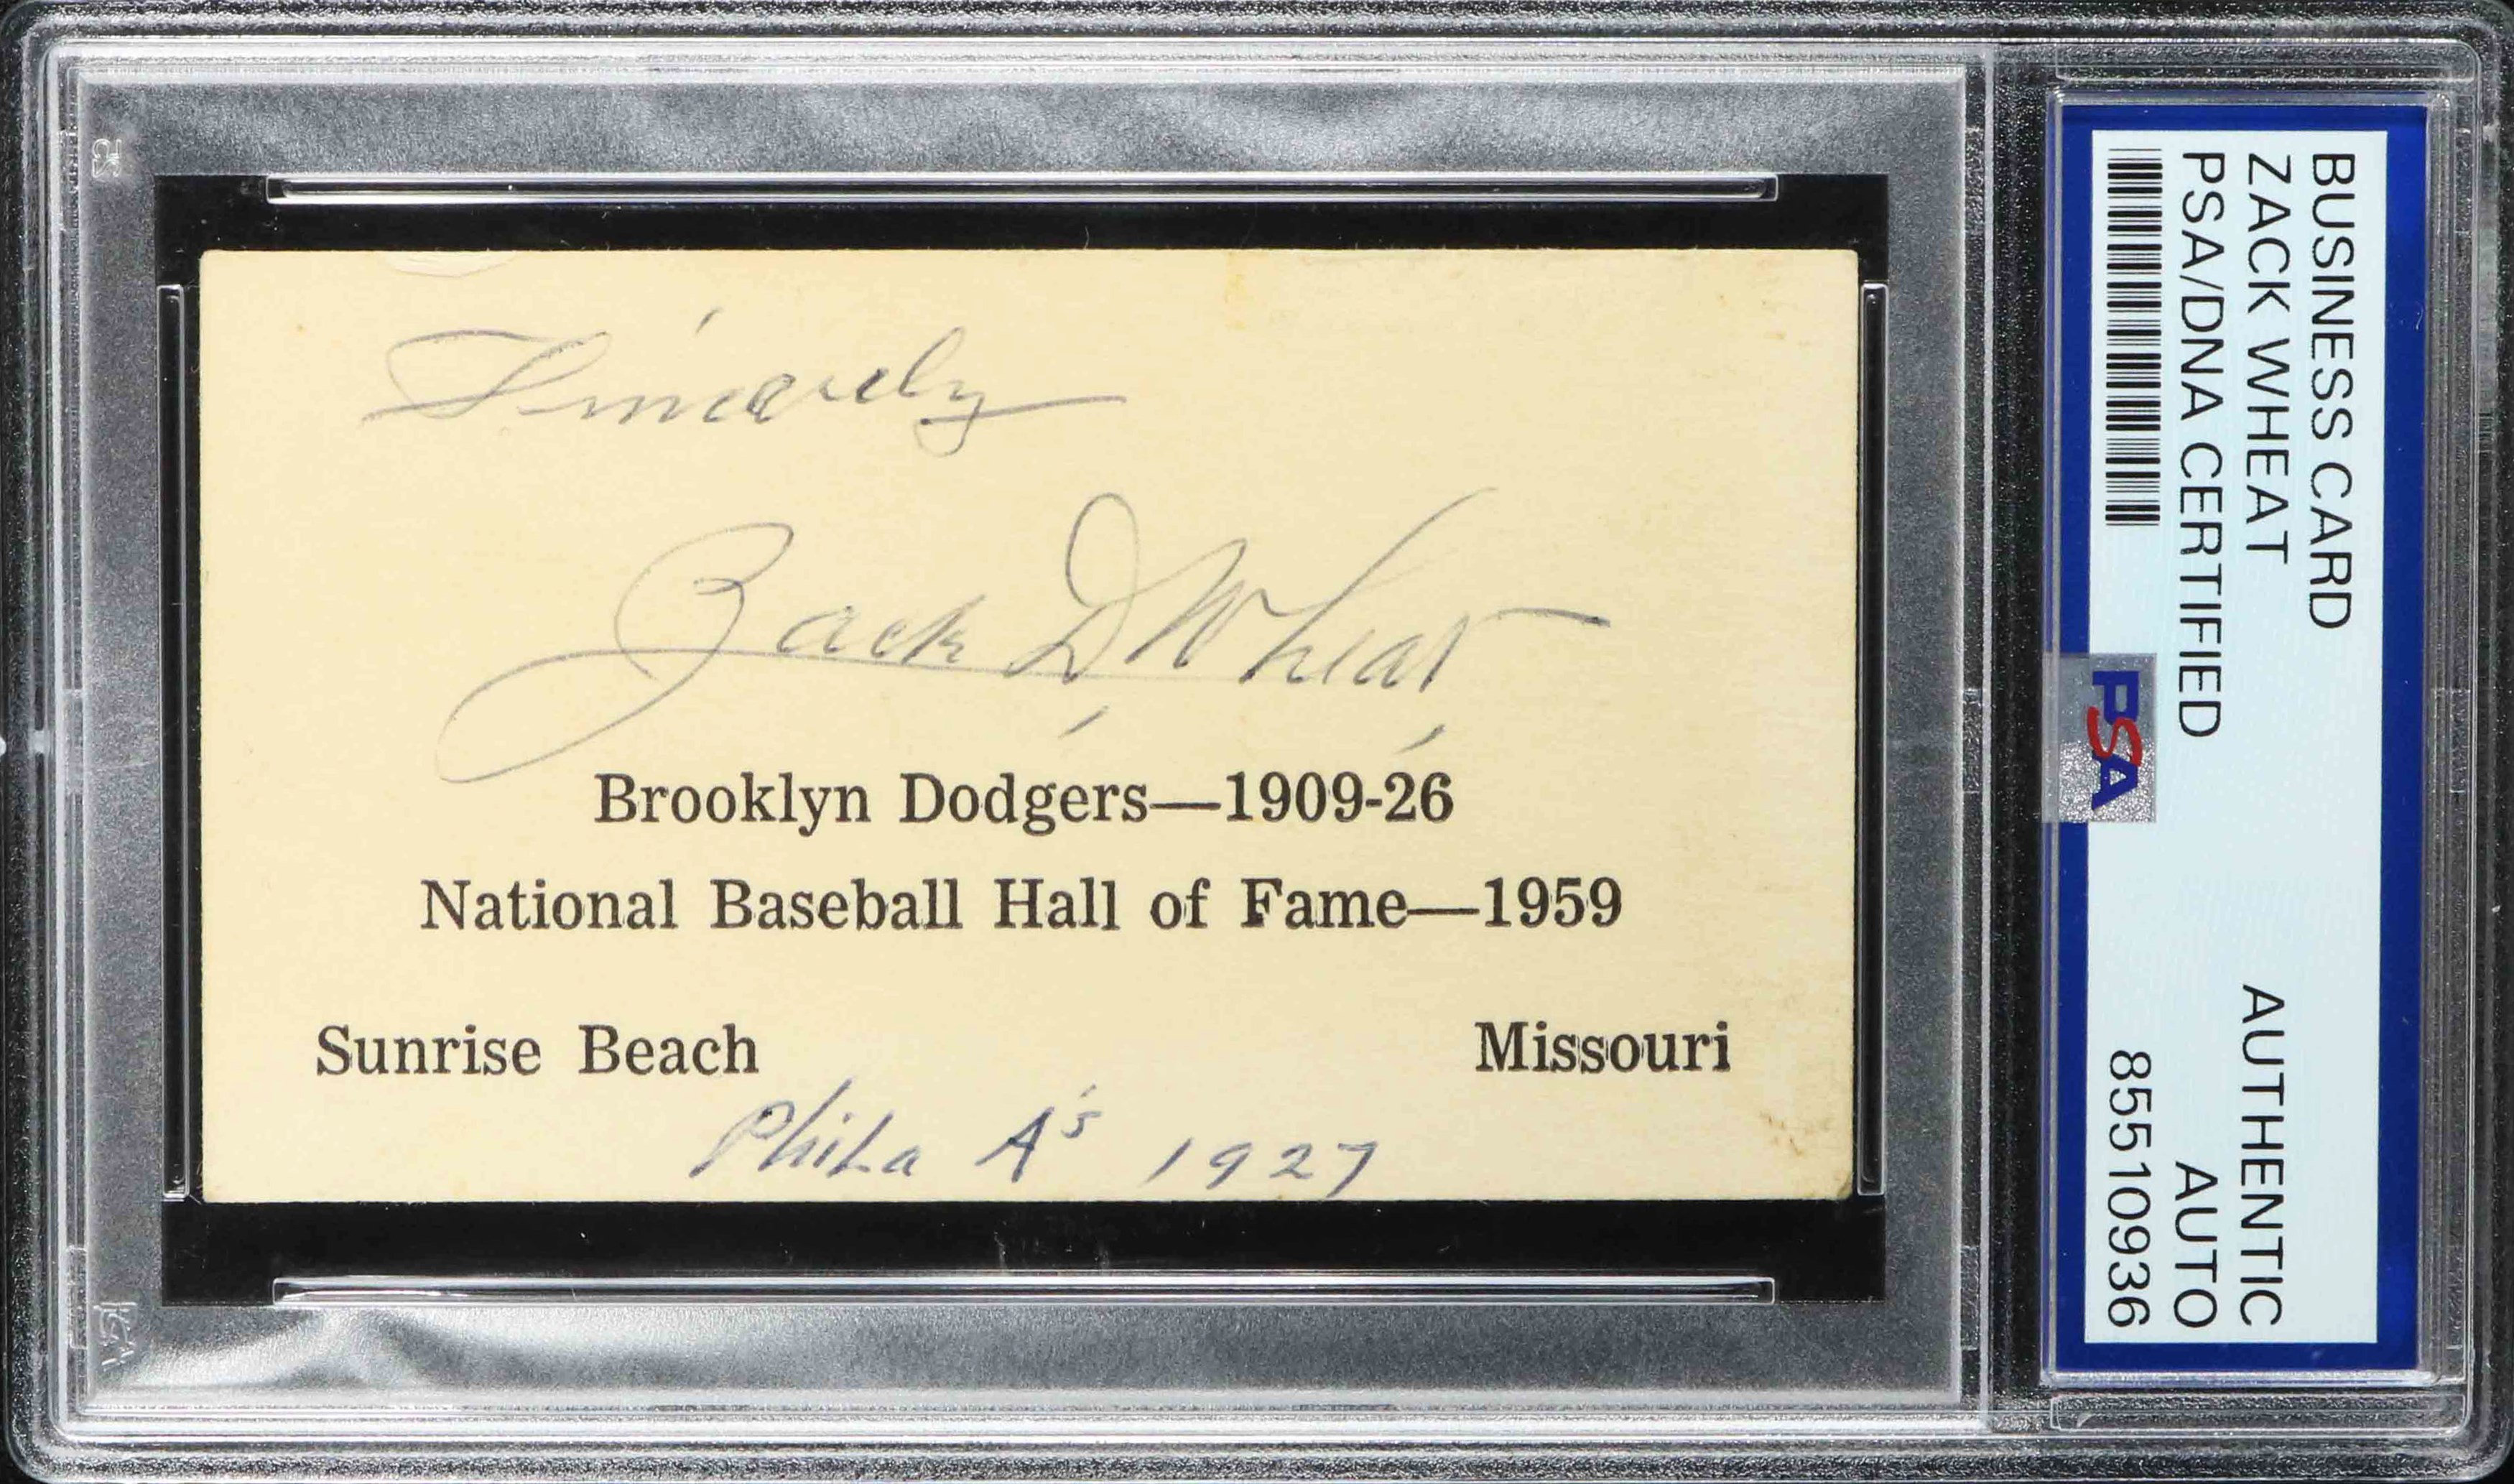 Sincerely
Zack D. Wheat.
Brooklyn Dodgers—1909-26
National Baseball Hall of Fame—1959
Sunrise Beach Missouri
Phila A's 1927
BUSINESS CARD
ZACK WHEAT AUTHENTIC
PSA/DNA CERTIFIED AUTO
85510936
PSA